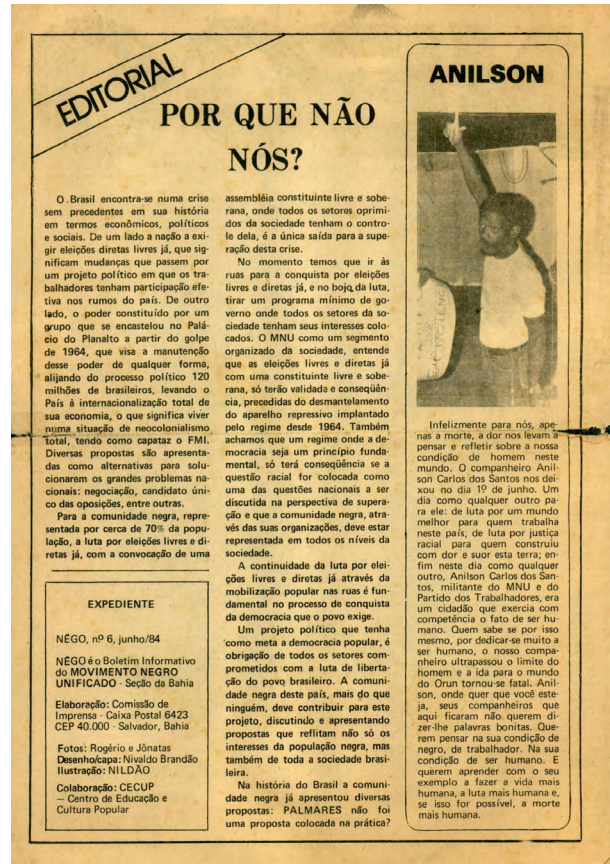 EDITORIAL
POR QUE NÃO
NÓS?
O Brasil encontra-se numa crise
sem precedentes em sua história
em termos econômicos, políticos
e sociais. De um lado a nação a exi-
gir eleições diretas livres já, que sig-
nificam mudanças que passem por
um projeto político em que os tra-
balhadores tenham participação efe-
tiva nos rumos do país. De outro
lado, o poder constituído por um
grupo que se encastelou no Palá-
cio do Planalto a partir do golpe
de 1964, que visa a manutenção
desse poder de qualquer forma,
alijando do processo político 120
milhões de brasileiros, levando o
País à internacionalização total de
sua economia, o que significa viver
numa situação de neocolonialismo
total, tendo como capataz o FMI.
Diversas propostas são apresenta-
das como alternativas para solu-
cionarem os grandes problemas na-
cionais: negociação, candidato úni-
co das oposições, entre outras.
Para a comunidade negra, repre-
sentada por cerca de 70% da popu-
lação, a luta por eleições livres e di-
retas já, com a convocação de uma
assembléia constituinte livre e sobe-
rana, onde todos os setores oprimi-
dos da sociedade tenham o contro-
le dela, é a única saída para a supe-
ração desta crise.
No momento temos que ir às
ruas para a conquista por eleições
livres e diretas já, e no bojo da luta,
tirar um programa mínimo de go-
verno onde todos os setores da so-
ciedade tenham seus interesses colo-
cados. O MNU como um segmento
organizado da sociedade, entende
que as eleições livres e diretas já
com uma constituinte livre e sobe-
rana, só terão validada e conseqüên-
cia, precedidas do desmantelamento
do aparelho repressivo implantado
pelo regime desde 1964. Também
achamos que um regime onde a de-
mocracia seja um princípio funda-
mental, só terá conseqüência se a
questão racial for colocada como
uma das questões nacionais a ser
discutida na perspectiva de supera-
ção e que a comunidade negra, atra-
vés das suas organizações, deve estar
representada em todos os níveis da
sociedade.
A continuidade da luta por elei-
ções livres e diretas já através da
mobilização popular nas ruas é fun-
damental no processo de conquista
da democracia que o povo exige.
Um projeto político que tenha
como meta a democracia popular, é
obrigação de todos os setores com-
prometidos com a luta de liberta-
ção do povo brasileiro. A comuni-
dade negra deste país, mais do que
ninguém, deve contribuir para este
projeto, discutindo e apresentando
propostas que reflitam não só os
interesses da população negra, mas
também de toda a sociedade brasi-
leira.
Na história do Brasil a comuni-
dade negra já apresentou diversas
propostas: PALMARES não foi
uma proposta colocada na prática?
EXPEDIENTE
NÊGO, nº 6, junho/84
NÊGO é o Boletim Informativo
do MOVIMENTO NEGRO
UNIFICADO - Seção da Bahia
Elaboração: Comissão de
Imprensa - Caixa Postal 6423
CEP 40.000 - Salvador, Bahia
Fotos: Rogério e Jônatas
Desenho/capa: Nivaldo Brandão
Ilustração: NILDÃO
Colaboração: CECUP
— Centro de Educação e
Cultura Popular
ANILSON
Infelizmente para nós, ape-
nas a morte, a dor nos levam a
pensar e refletir sobre a nossa
condição de homem neste
mundo. O companheiro Anil-
son Carlos dos Santos nos dei-
xou no dia 1º de junho. Um
dia como qualquer outro pa-
ra ele: de luta por um mundo
melhor para quem trabalha
neste país; de luta por justiça
racial para quem construiu
com dor e suor esta terra; en-
fim neste dia como qualquer
outro, Anilson Carlos dos San-
tos, militante do MNU e do
Partido dos Trabalhadores, era
um cidadão que exercia com
competência o fato de ser hu-
mano. Quem sabe se por isso
mesmo, por dedicar-se muito a
ser humano, o nosso compa-
nheiro ultrapassou o limite do
homem e a ida para o mundo
do Orun tornou-se fatal. Anil-
son, onde quer que você este-
ja, seus companheiros que
aqui ficaram não querem di-
zer-lhe palavras bonitas. Que-
rem pensar na sua condição de
negro, de trabalhador. Na sua
condição de ser humano. E
querem aprender com o seu
exemplo a fazer a vida mais
humana, a luta mais humana e,
se isso for possível, a morte
mais humana.